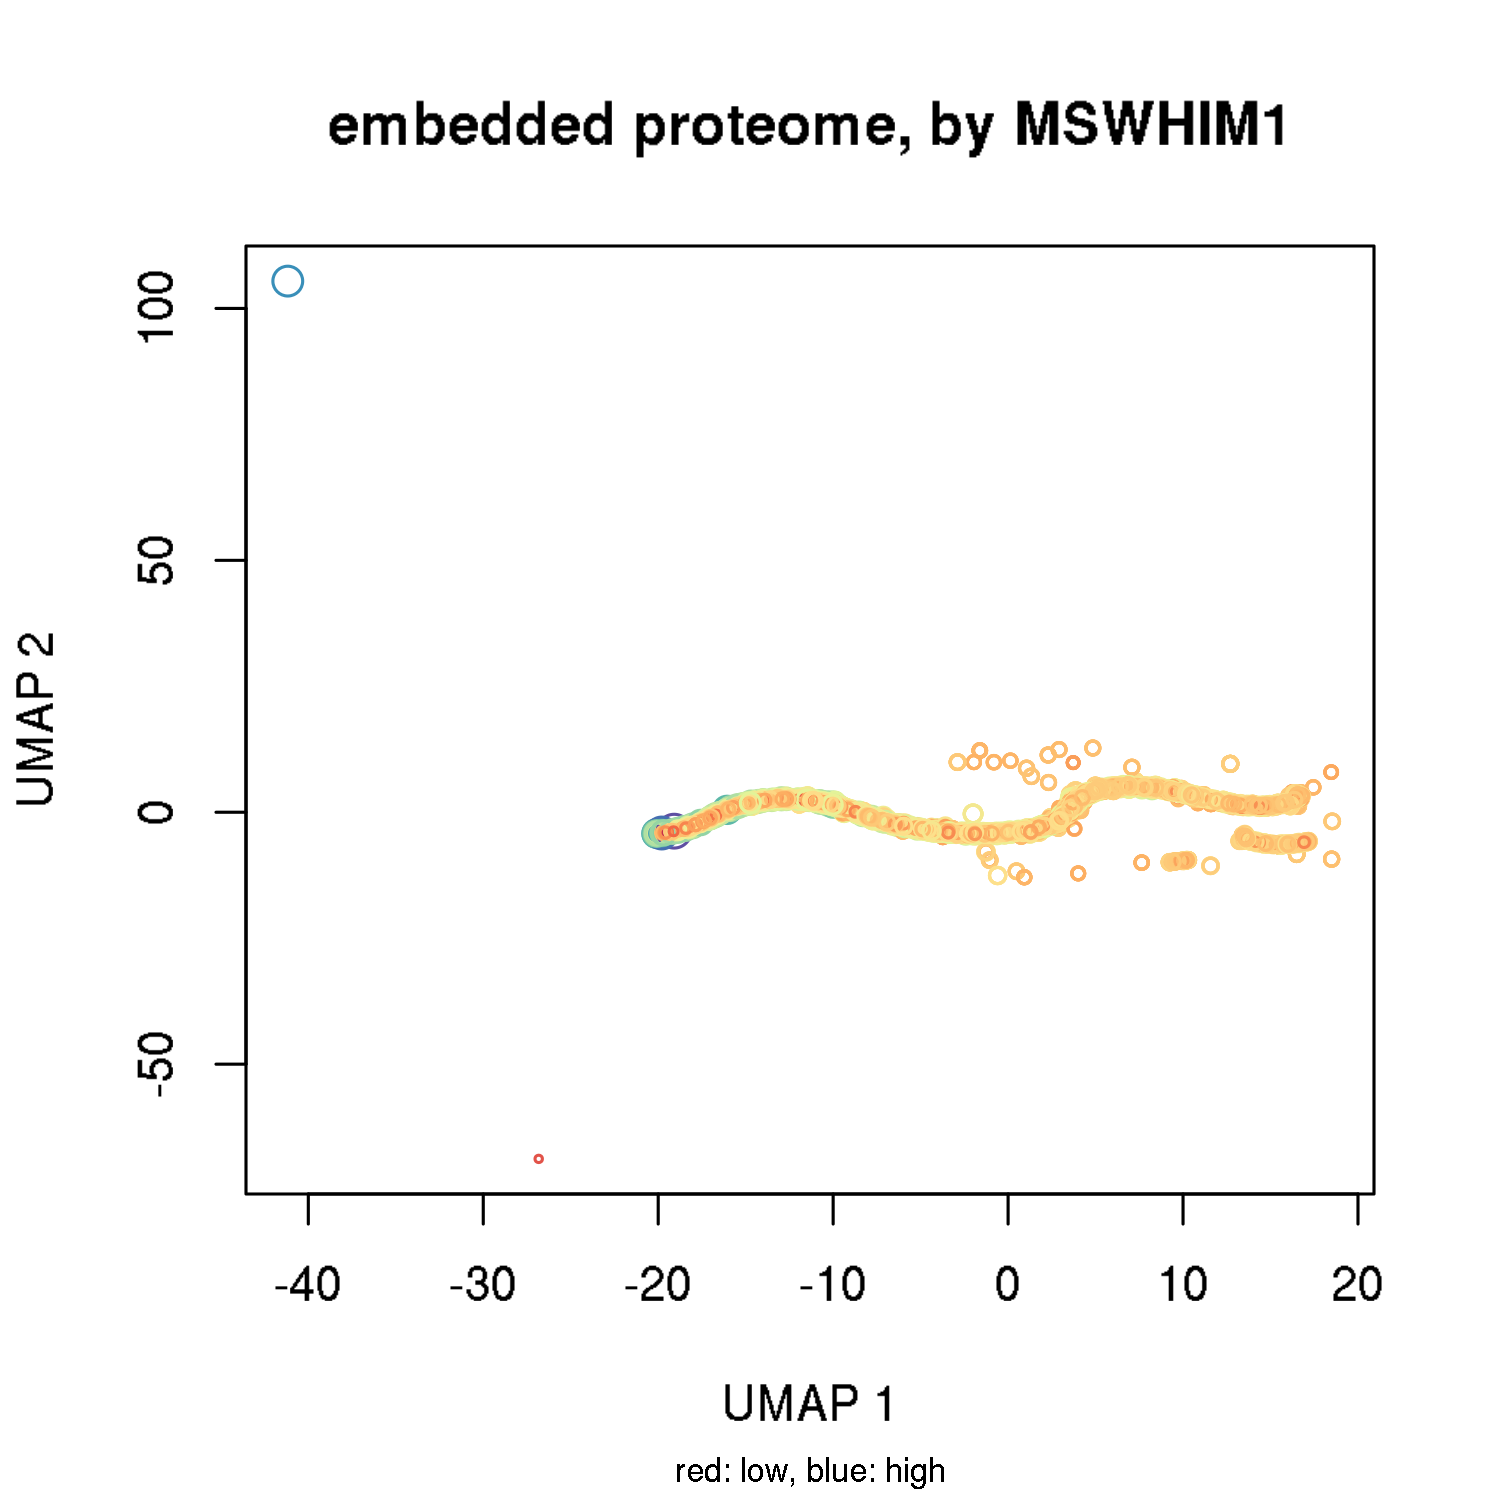 embedded proteome, by MSWHIM1
100
50
0
-50
UMAP 2
-40 -30 -20 -10 0 10 20
UMAP 1
red: low, blue: high